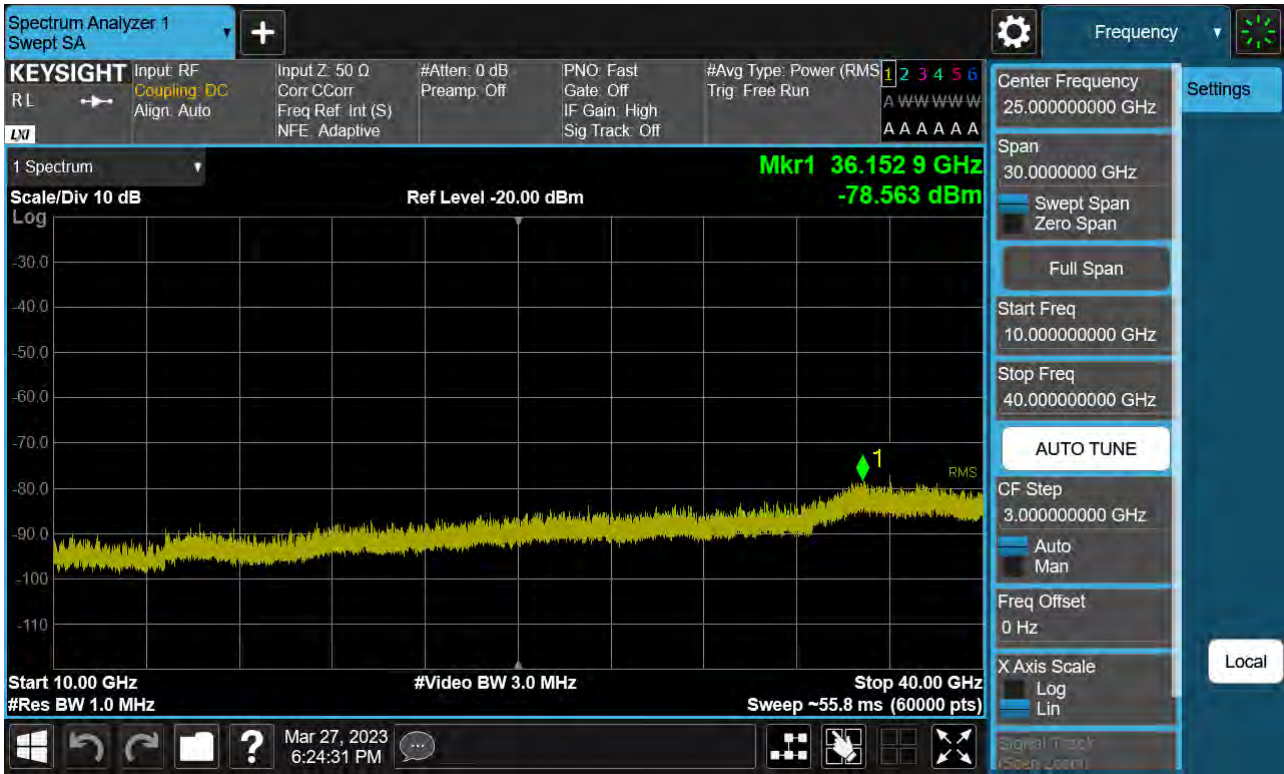 Spectrum Analyzer 1
Swept SA
+
Frequency
KEYSIGHT
RL
LXI
Input: RF
Coupling: DC
Align: Auto
Input Z: 50 Ω
Corr CCorr
Freq Ref: Int (S)
NFE: Adaptive
#Atten: 0 dB
Preamp: Off
PNO: Fast
Gate: Off
IF Gain: High
Sig Track: Off
#Avg Type: Power (RMS
Trig: Free Run
1 2 3 4 5 6
A W W W W W
A A A A A A
1 Spectrum
Scale/Div 10 dB
Log
Ref Level -20.00 dBm
Mkr1 36.152 9 GHz
-78.563 dBm
-30.0
-40.0
-50.0
-60.0
-70.0
-80.0
-90.0
-100
-110
1
RMS
Start 10.00 GHz
#Res BW 1.0 MHz
#Video BW 3.0 MHz
Stop 40.00 GHz
Sweep ~55.8 ms (60000 pts)
Center Frequency
25.000000000 GHz
Span
30.0000000 GHz
Swept Span
Zero Span
Full Span
Start Freq
10.000000000 GHz
Stop Freq
40.000000000 GHz
AUTO TUNE
CF Step
3.000000000 GHz
Auto
Man
Freq Offset
0 Hz
X Axis Scale
Log
Lin
Signal Track
(Span Zoom)
Settings
Local
?
Mar 27, 2023
6:24:31 PM